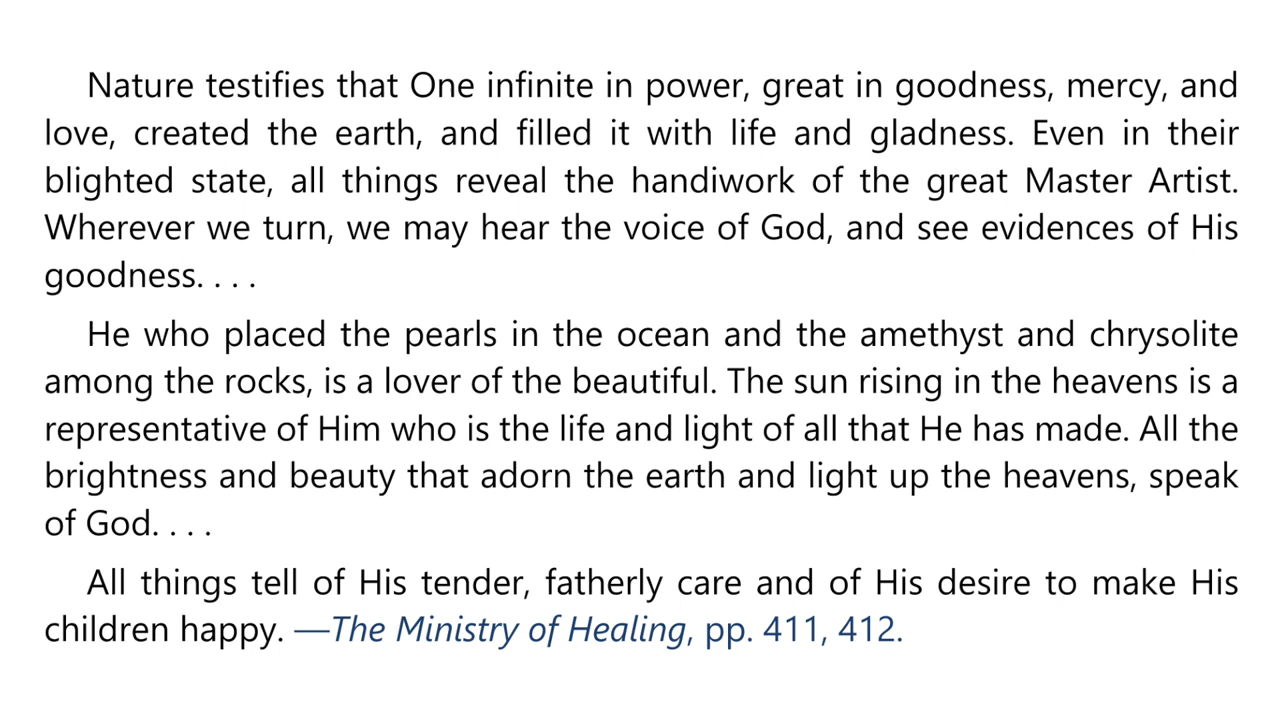 Nature testifies that One infinite in power, great in goodness, mercy, and
love, created the earth, and filled it with life and gladness. Even in their
blighted state, all things reveal the handiwork of the great Master Artist.
Wherever we turn, we may hear the voice of God, and see evidences of His
goodness. . . .
He who placed the pearls in the ocean and the amethyst and chrysolite
among the rocks, is a lover of the beautiful. The sun rising in the heavens is a
representative of Him who is the life and light of all that He has made. All the
brightness and beauty that adorn the earth and light up the heavens, speak
of God. . . .
All things tell of His tender, fatherly care and of His desire to make His
children happy. —The Ministry of Healing, pp. 411, 412.